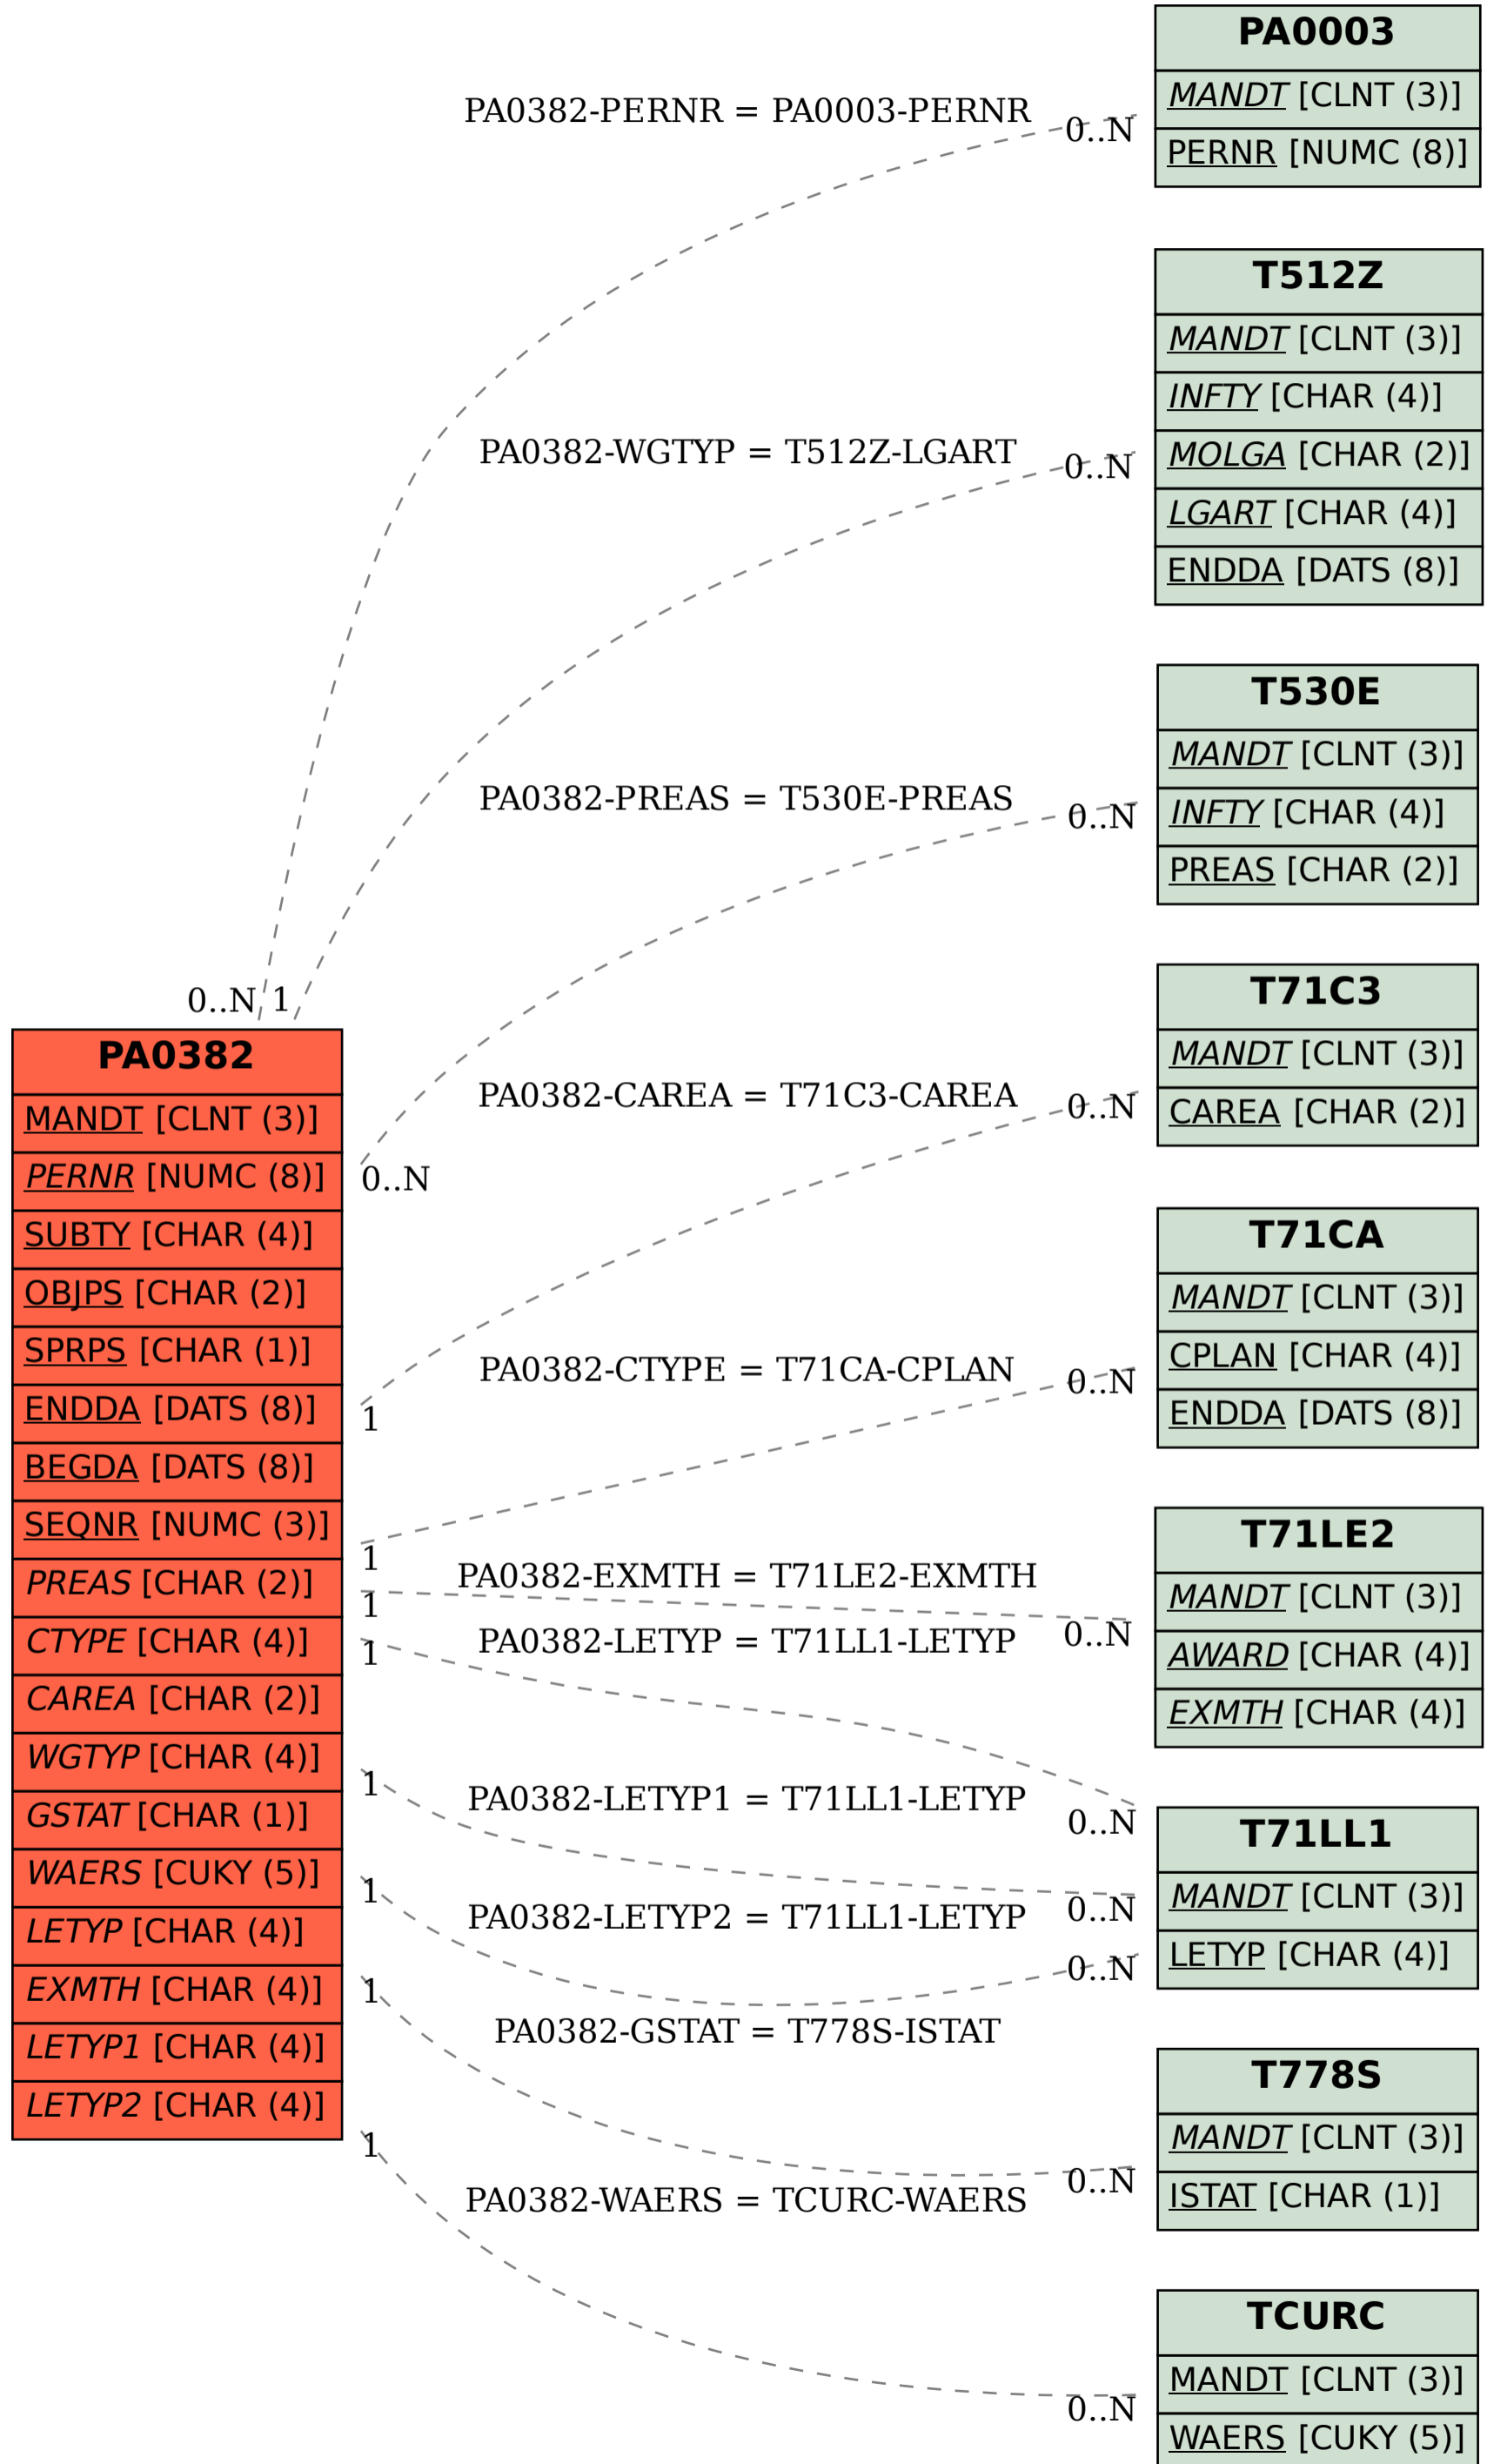 PA0003
MANDT [CLNT (3)]
PERNR [NUMC (8)]
PA0382-PERNR = PA0003-PERNR
0..N
T512Z
MANDT [CLNT (3)]
INFTY [CHAR (4)]
MOLGA [CHAR (2)]
LGART [CHAR (4)]
ENDDA [DATS (8)]
PA0382-WGTYP = T512Z-LGART
0..N
T530E
MANDT [CLNT (3)]
INFTY [CHAR (4)]
PREAS [CHAR (2)]
PA0382-PREAS = T530E-PREAS
0..N
0..N
1
PA0382
MANDT [CLNT (3)]
PERNR [NUMC (8)]
SUBTY [CHAR (4)]
OBJPS [CHAR (2)]
SPRPS [CHAR (1)]
ENDDA [DATS (8)]
BEGDA [DATS (8)]
SEQNR [NUMC (3)]
PREAS [CHAR (2)]
CTYPE [CHAR (4)]
CAREA [CHAR (2)]
WGTYP [CHAR (4)]
GSTAT [CHAR (1)]
WAERS [CUKY (5)]
LETYP [CHAR (4)]
EXMTH [CHAR (4)]
LETYP1 [CHAR (4)]
LETYP2 [CHAR (4)]
0..N
T71C3
MANDT [CLNT (3)]
CAREA [CHAR (2)]
PA0382-CAREA = T71C3-CAREA
0..N
1
T71CA
MANDT [CLNT (3)]
CPLAN [CHAR (4)]
ENDDA [DATS (8)]
PA0382-CTYPE = T71CA-CPLAN
0..N
1
T71LE2
MANDT [CLNT (3)]
AWARD [CHAR (4)]
EXMTH [CHAR (4)]
PA0382-EXMTH = T71LE2-EXMTH
1
0..N
PA0382-LETYP = T71LL1-LETYP
1
0..N
T71LL1
MANDT [CLNT (3)]
LETYP [CHAR (4)]
PA0382-LETYP1 = T71LL1-LETYP
1
0..N
PA0382-LETYP2 = T71LL1-LETYP
1
0..N
PA0382-GSTAT = T778S-ISTAT
1
0..N
T778S
MANDT [CLNT (3)]
ISTAT [CHAR (1)]
PA0382-WAERS = TCURC-WAERS
1
0..N
TCURC
MANDT [CLNT (3)]
WAERS [CUKY (5)]